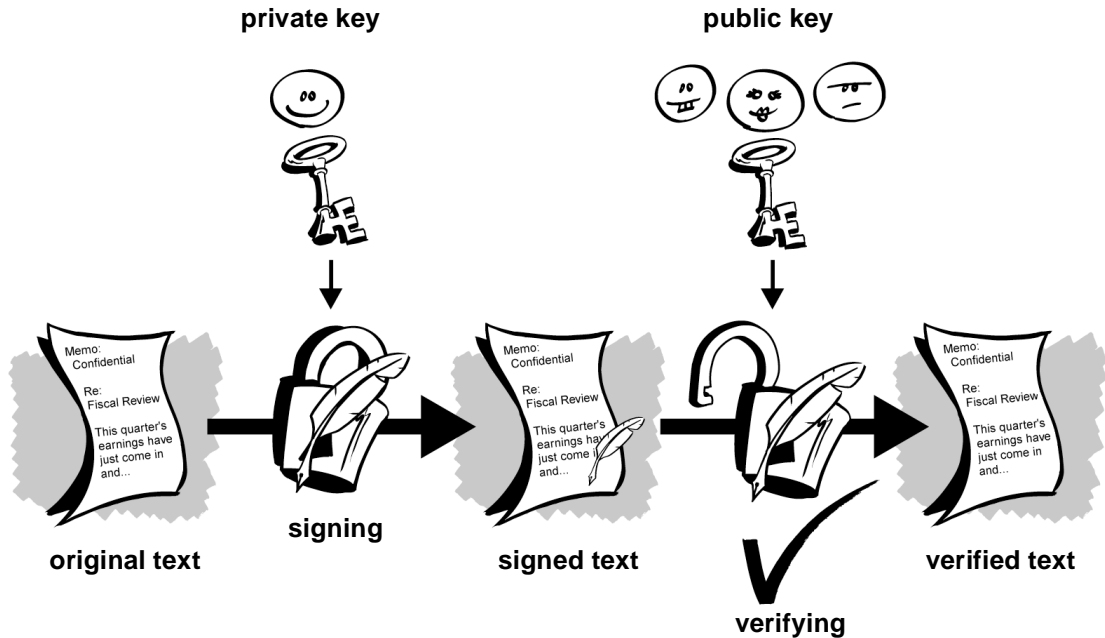 private key
public key
Memo:
Confidential
Re:
Fiscal Review
This quarter's
earnings have
just come in
and...
Memo:
Confidential
Re:
Fiscal Review
This quarter's
earnings have
just come in
and...
Memo:
Confidential
Re:
Fiscal Review
This quarter's
earnings have
just come in
and...
original text
signing
signed text
verifying
verified text